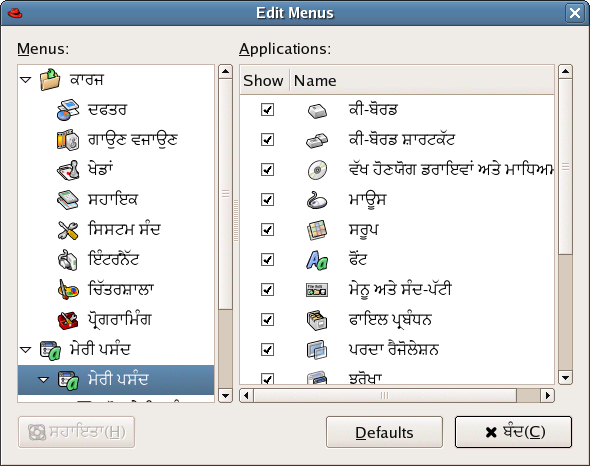 Edit Menus
Menus:
ਕਾਰਜ
ਦਫਤਰ
ਗਾਉਣ ਵਜਾਉਣ
ਖੇਡਾਂ
ਸਹਾਇਕ
ਸਿਸਟਮ ਸੰਦ
ਇੰਟਰਨੈੱਟ
ਚਿੱਤਰਸ਼ਾਲਾ
ਪ੍ਰੋਗਰਾਮਿੰਗ
ਮੇਰੀ ਪਸੰਦ
ਮੇਰੀ ਪਸੰਦ
Applications:
Show Name
ਕੀ-ਬੋਰਡ
ਕੀ-ਬੋਰਡ ਸ਼ਾਰਟਕੱਟ
ਵੱਖ ਹੋਣਯੋਗ ਡਰਾਇਵਾਂ ਅਤੇ ਮਾਧਿਅਮ
ਮਾਊਸ
ਸਰੂਪ
ਫੋਂਟ
ਮੇਨੂ ਅਤੇ ਸੰਦ-ਪੱਟੀ
ਫਾਇਲ ਪ੍ਰਬੰਧਨ
ਪਰਦਾ ਰੈਜੋਲੇਸ਼ਨ
ਝਰੋਖਾ
ਸਹਾਇਤਾ(H)
Defaults
ਬੰਦ(C)